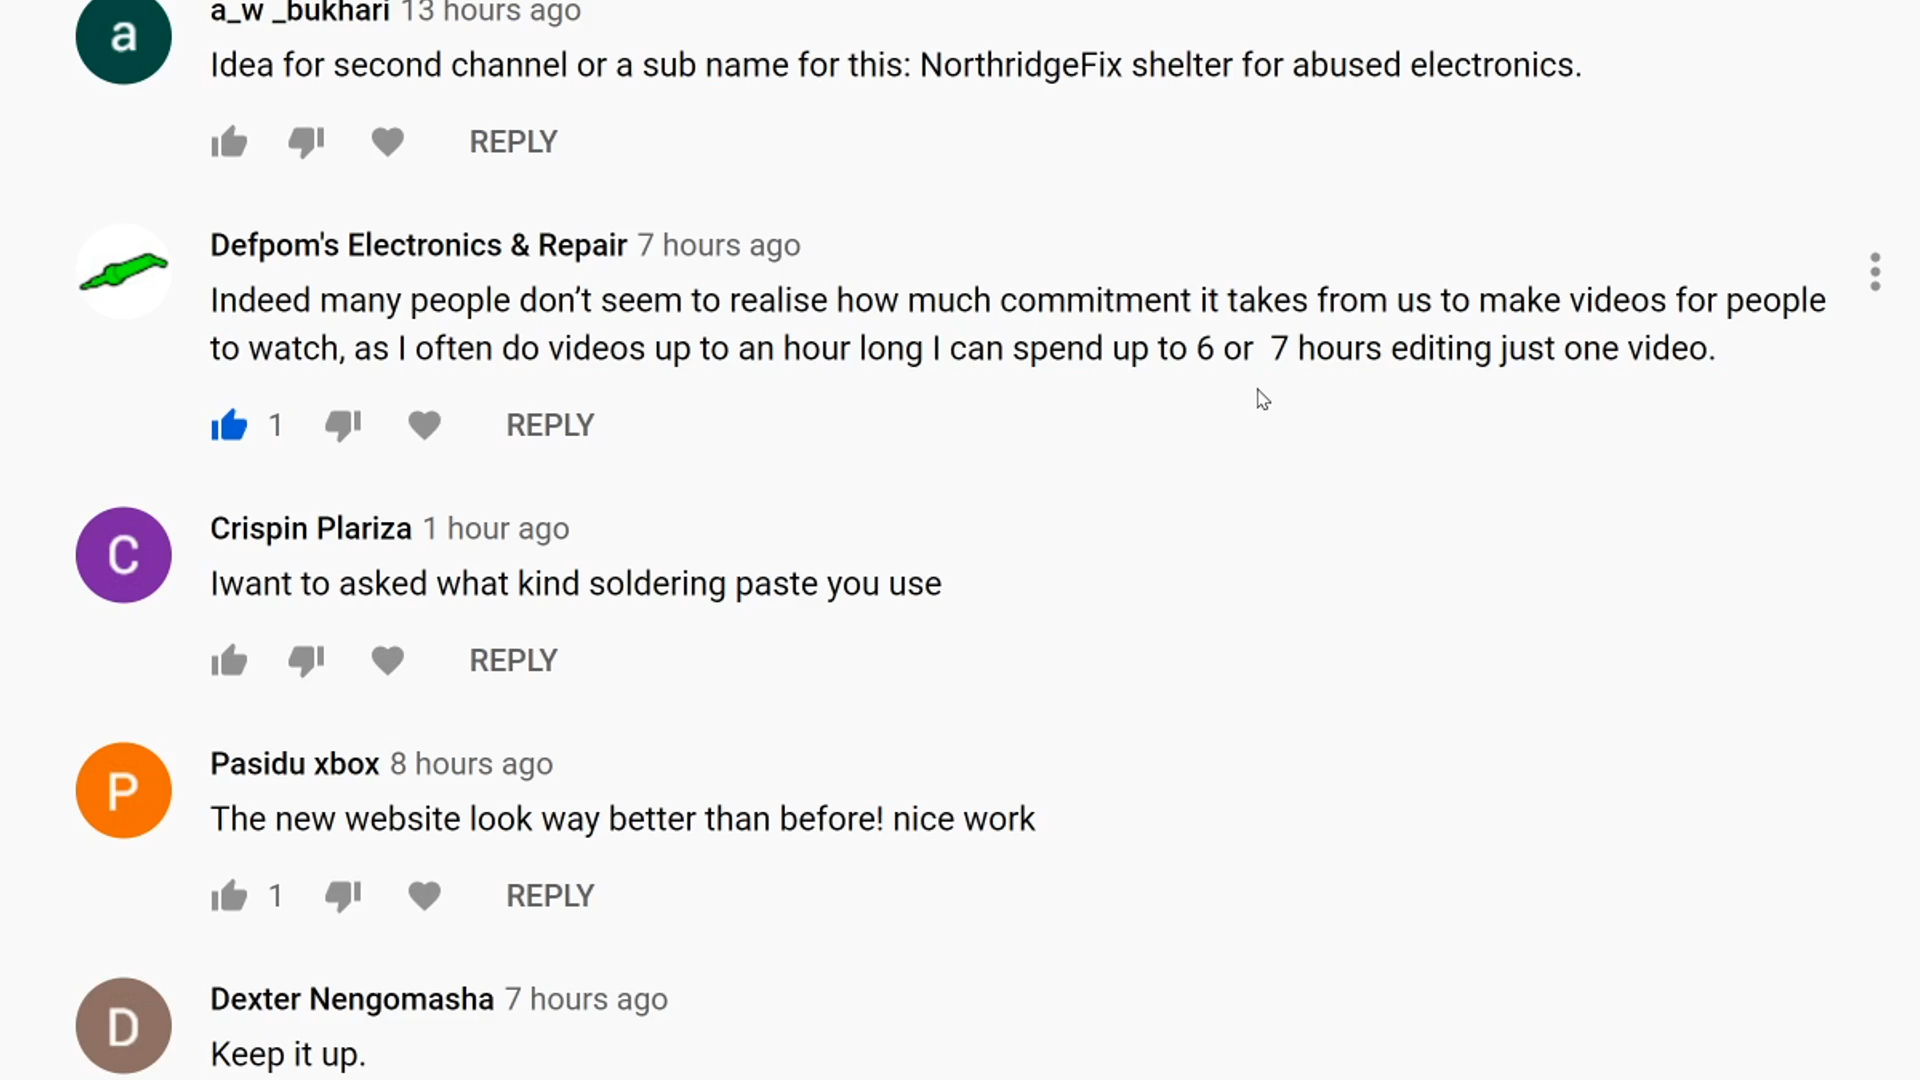 a
a_w _bukhari 13 hours ago
Idea for second channel or a sub name for this: NorthridgeFix shelter for abused electronics.
REPLY
Defpom's Electronics & Repair 7 hours ago
Indeed many people don’t seem to realise how much commitment it takes from us to make videos for people
to watch, as I often do videos up to an hour long I can spend up to 6 or  7 hours editing just one video.
1 REPLY
C
Crispin Plariza 1 hour ago
Iwant to asked what kind soldering paste you use
REPLY
P
Pasidu xbox 8 hours ago
The new website look way better than before! nice work
1 REPLY
D
Dexter Nengomasha 7 hours ago
Keep it up.